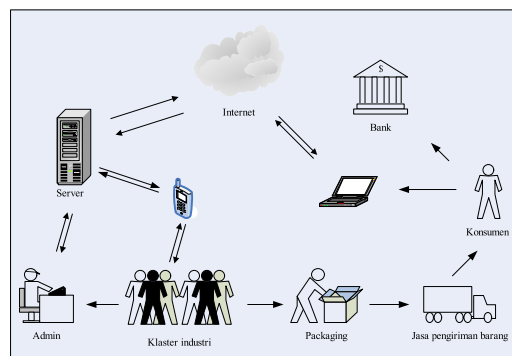 Internet
$
Bank
Server
Konsumen
Admin
Klaster industri
Packaging
Jasa pengiriman barang